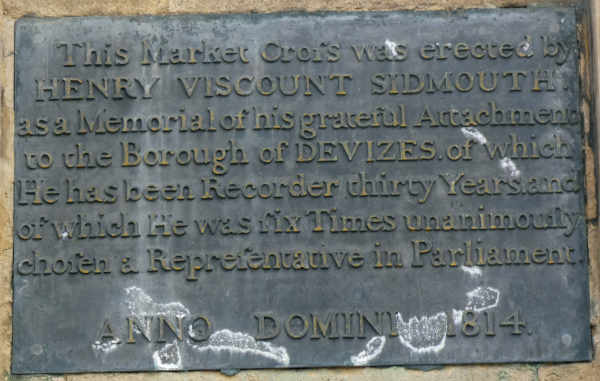 This Market Croſs was erected by
HENRY VISCOUNT SIDMOUTH.
as a Memorial of his grateful Attachment
to the Borough of DEVIZES. of which
He has been Recorder thirty Years. and
of which He was ſix Times unanimouſly
choſen a Repreſentative in Parliament.
ANNO DOMINI 1814.